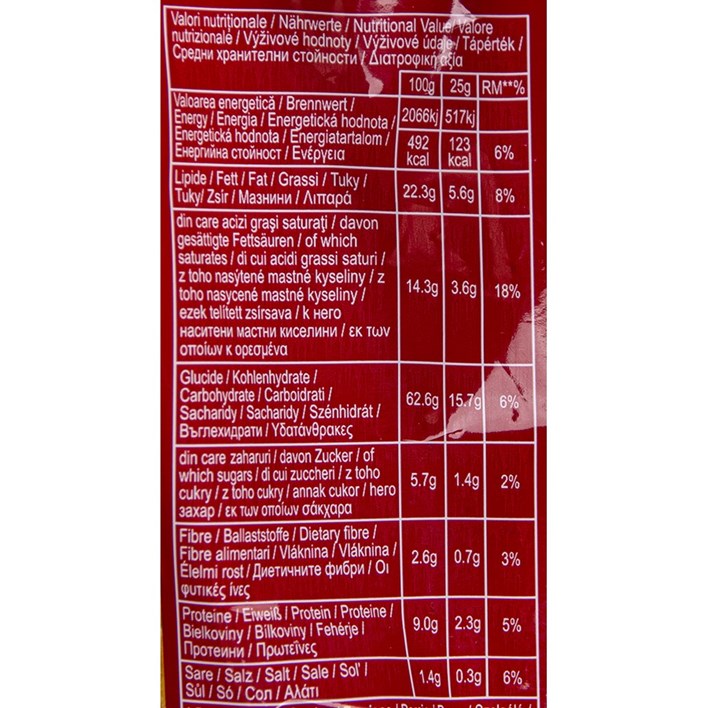 Valori nutriționale / Nährwerte / Nutritional Value / Valore
nutrizionale / Výživové hodnoty / Výživové údaje / Tápérték /
Средни хранителни стойности / Διατροφική αξία
100g 25g RM**%
Valoarea energetică / Brennwert /
Energy / Energia / Energetická hodnota /
Energetická hodnota / Energiatartalom /
Енергийна стойност / Ενέργεια
2066kj 517kj
492 kcal 123 kcal 6%
Lipide / Fett / Fat / Grassi / Tuky /
Tuky/ Zsír / Мазнини / Λιπαρά
22.3g 5.6g 8%
din care acizi grași saturați / davon
gesättigte Fettsäuren / of which
saturates / di cui acidi grassi saturi /
z toho nasýtené mastné kyseliny / z
toho nasycené mastné kyseliny /
ezek telített zsírsava / k него
наситени мастни киселини / εκ των
οποίων κ ορεσμένα
14.3g 3.6g 18%
Glucide / Kohlenhydrate /
Carbohydrate / Carboidrati /
Sacharidy / Sacharidy / Szénhidrát /
Въглехидрати / Υδατάνθρακες
62.6g 15.7g 6%
din care zaharuri / davon Zucker / of
which sugars / di cui zuccheri / z toho
cukry / z toho cukry / annak cukor / него
захар / εκ των οποίων σάκχαρα
5.7g 1.4g 2%
Fibre / Ballaststoffe / Dietary fibre /
Fibre alimentari / Vláknina / Vláknina /
Élelmi rost / Диетичните фибри / Οι
φυτικές ίνες
2.6g 0.7g 3%
Proteine / Eiweiß / Protein / Proteine /
Bielkoviny / Bílkoviny / Fehérje /
Протеини / Πρωτεΐνες
9.0g 2.3g 5%
Sare / Salz / Salt / Sale / Soľ /
Sůl / Só / Сол / Αλάτι
1.4g 0.3g 6%